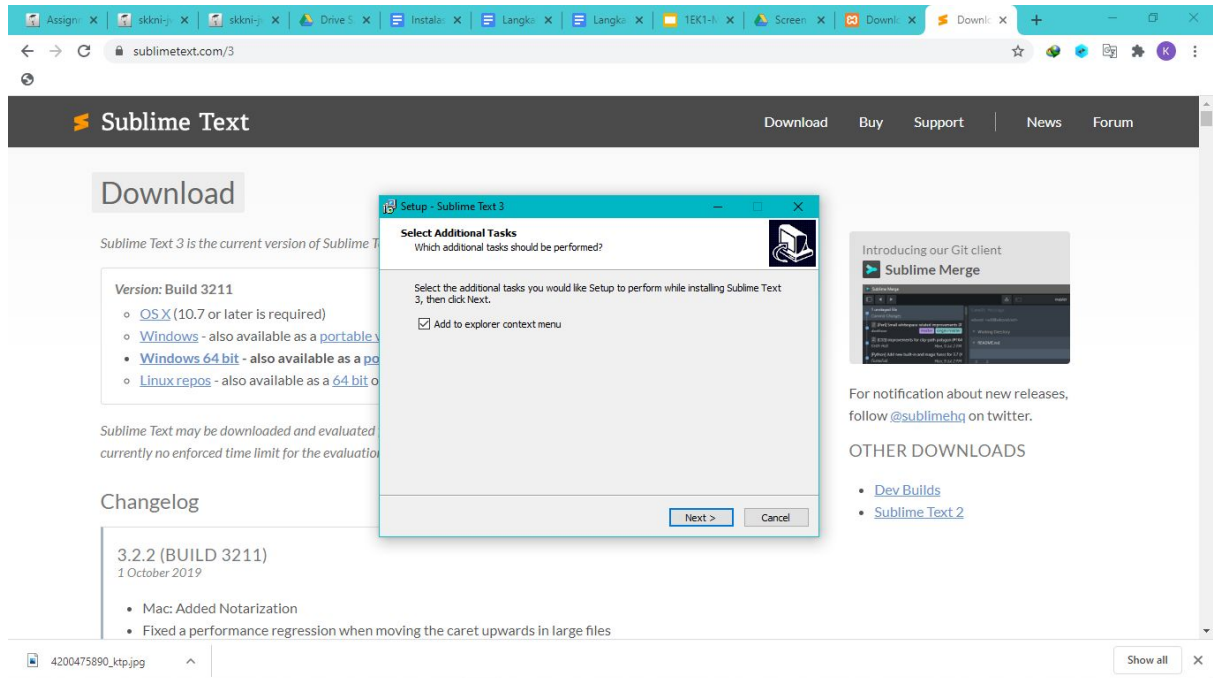 Assign
skkni-j
skkni-j
Drive S
Instalas
Langka
Langka
1EK1-
Screen
Downlo
Downlo
sublimetext.com/3
K
Sublime Text
Download Buy Support News Forum
Download
Setup - Sublime Text 3
Select Additional Tasks
Which additional tasks should be performed?
Select the additional tasks you would like Setup to perform while installing Sublime Text
3, then click Next.
Add to explorer context menu
Next >
Cancel
Sublime Text 3 is the current version of Sublime T
Version: Build 3211
OS X (10.7 or later is required)
Windows - also available as a portable v
Windows 64 bit - also available as a po
Linux repos - also available as a 64 bit o
Sublime Text may be downloaded and evaluated
currently no enforced time limit for the evaluatio
Changelog
3.2.2 (BUILD 3211)
1 October 2019
Mac: Added Notarization
Fixed a performance regression when moving the caret upwards in large files
Introducing our Git client
Sublime Merge
For notification about new releases,
follow @sublimehq on twitter.
OTHER DOWNLOADS
Dev Builds
Sublime Text 2
4200475890_ktp.jpg
Show all